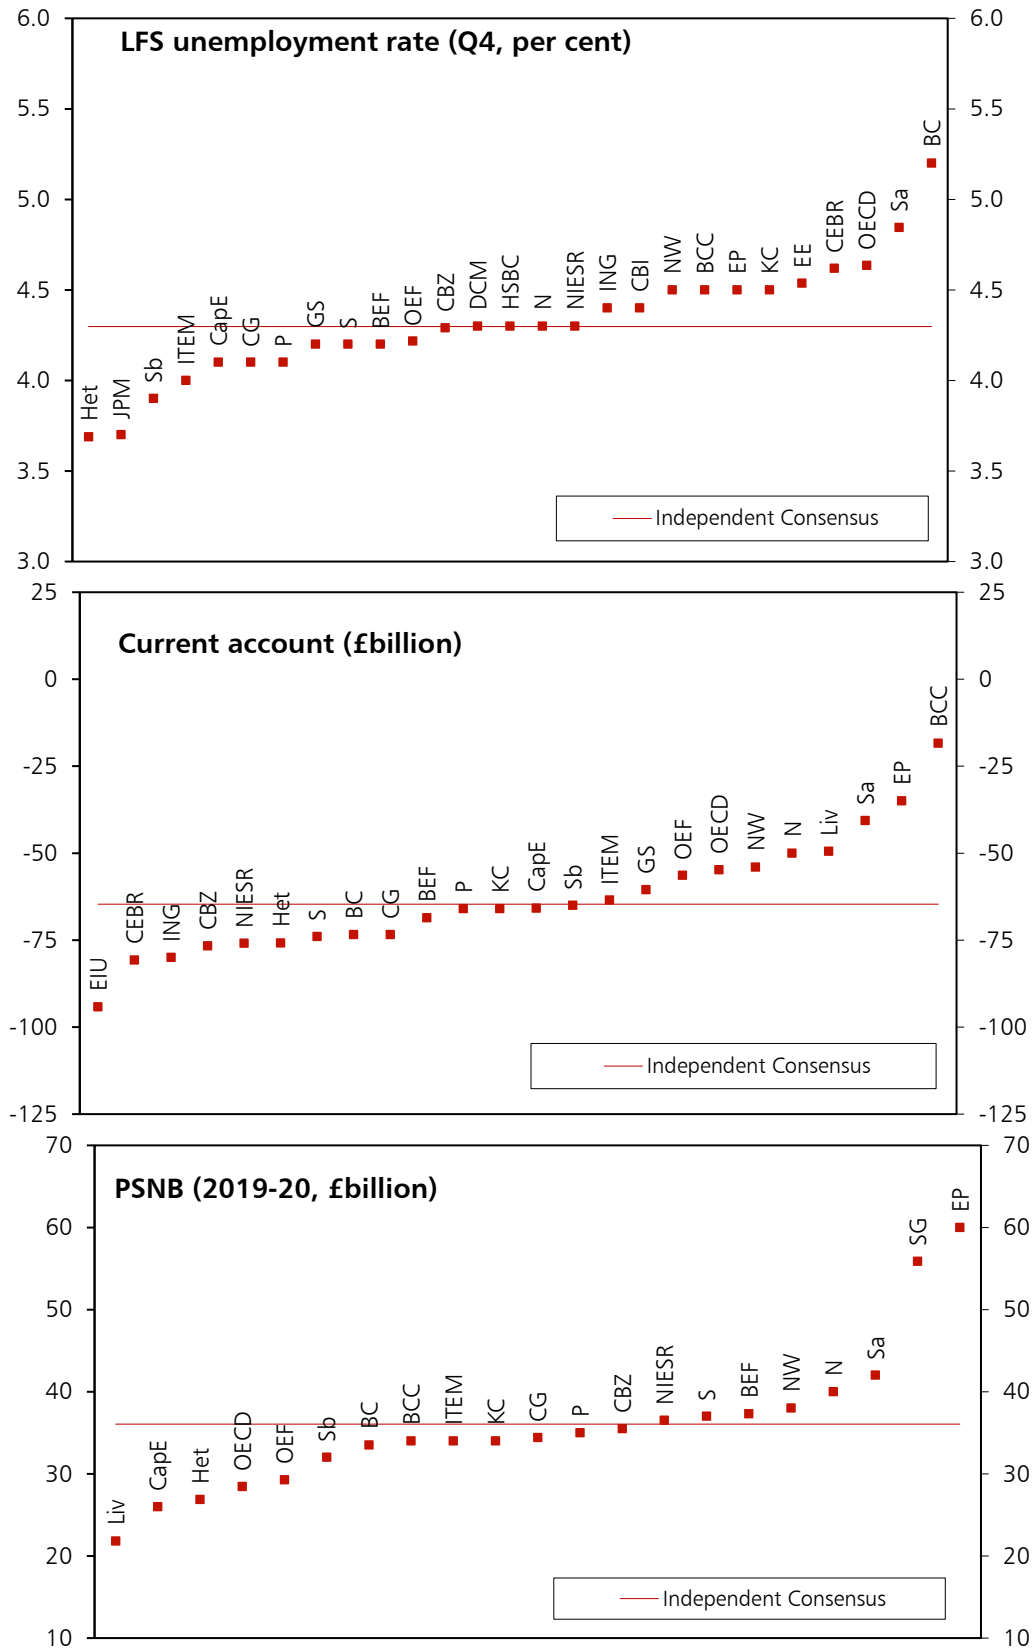 LFS unemployment rate (Q4, per cent)
6.0 6.0
5.5 5.5
5.0 5.0
4.5 4.5
4.0 4.0
3.5 3.5
3.0 3.0
Het
JPM
Sb
ITEM
CapE
CG
P
GS
S
BEF
OEF
CBZ
DCM
HSBC
N
NIESR
ING
CBI
NW
BCC
EP
KC
EE
CEBR
OECD
Sa
BC
Independent Consensus
Current account (£billion)
25 25
0 0
-25 -25
-50 -50
-75 -75
-100 -100
-125 -125
EIU
CEBR
ING
CBZ
NIESR
Het
S
BC
CG
BEF
P
KC
CapE
Sb
ITEM
GS
OEF
OECD
NW
N
Liv
Sa
EP
BCC
Independent Consensus
PSNB (2019-20, £billion)
70 70
60 60
50 50
40 40
30 30
20 20
10 10
Liv
CapE
Het
OECD
OEF
Sb
BC
BCC
ITEM
KC
CG
P
CBZ
NIESR
S
BEF
NW
N
Sa
SG
EP
Independent Consensus